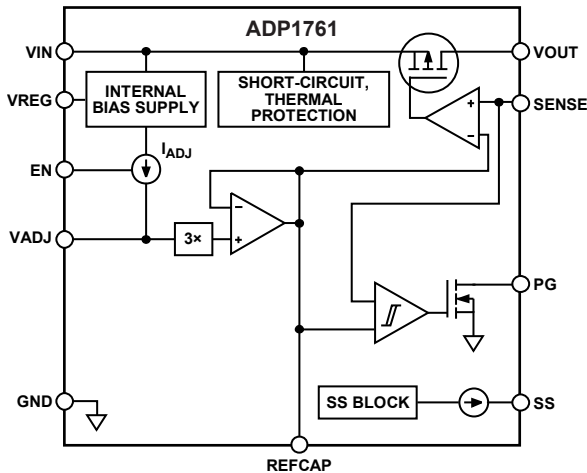 ADP1761
VIN
VOUT
VREG
INTERNAL
BIAS SUPPLY
SHORT-CIRCUIT,
THERMAL
PROTECTION
+
SENSE
–
IADJ
EN
–
VADJ
3×
+
PG
GND
SS BLOCK
SS
REFCAP